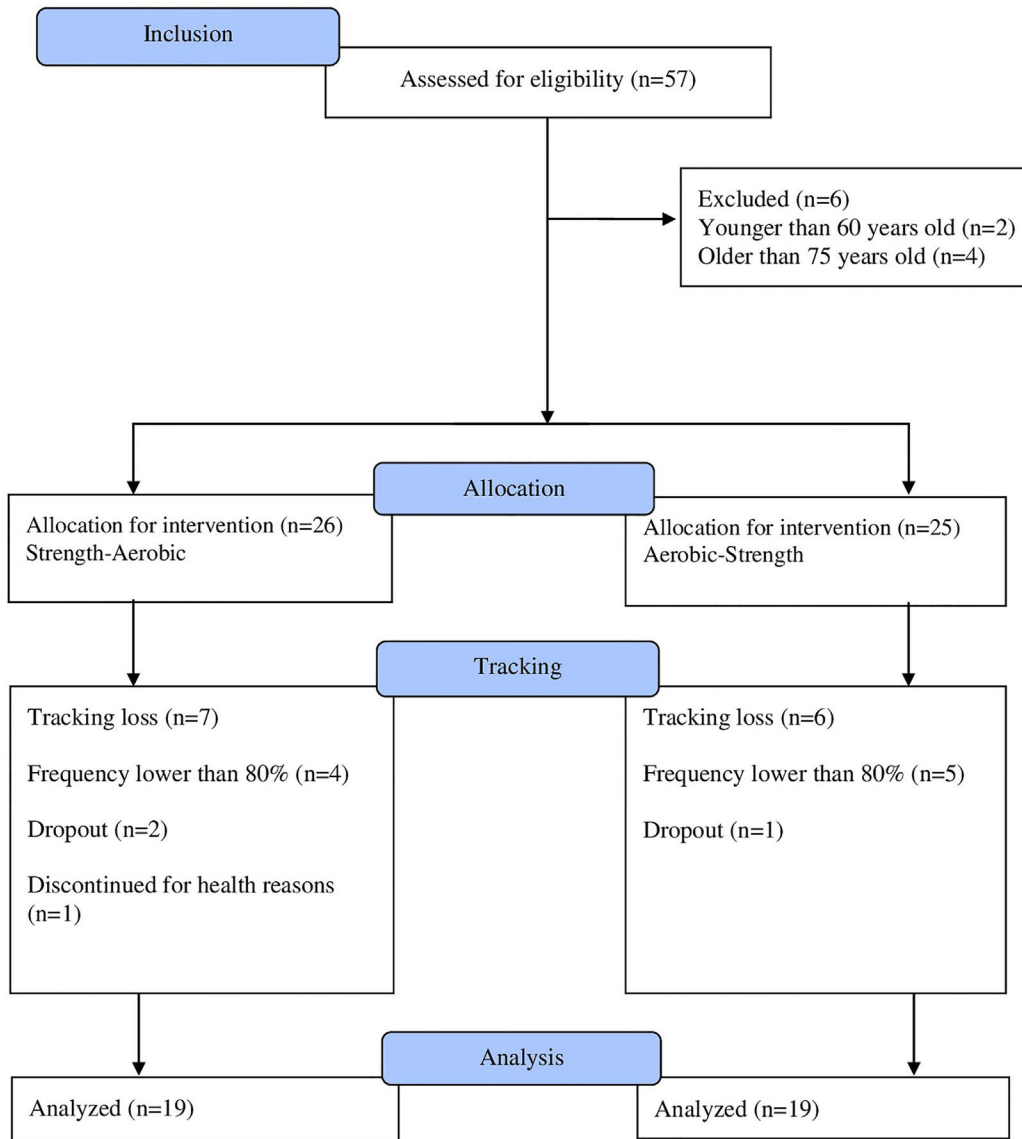 Inclusion
Assessed for eligibility (n=57)
Excluded (n=6)
Younger than 60 years old (n=2)
Older than 75 years old (n=4)
Allocation
Allocation for intervention (n=26)
Strength-Aerobic
Allocation for intervention (n=25)
Aerobic-Strength
Tracking
Tracking loss (n=7)
Frequency lower than 80% (n=4)
Dropout (n=2)
Discontinued for health reasons
(n=1)
Tracking loss (n=6)
Frequency lower than 80% (n=5)
Dropout (n=1)
Analysis
Analyzed (n=19)
Analyzed (n=19)